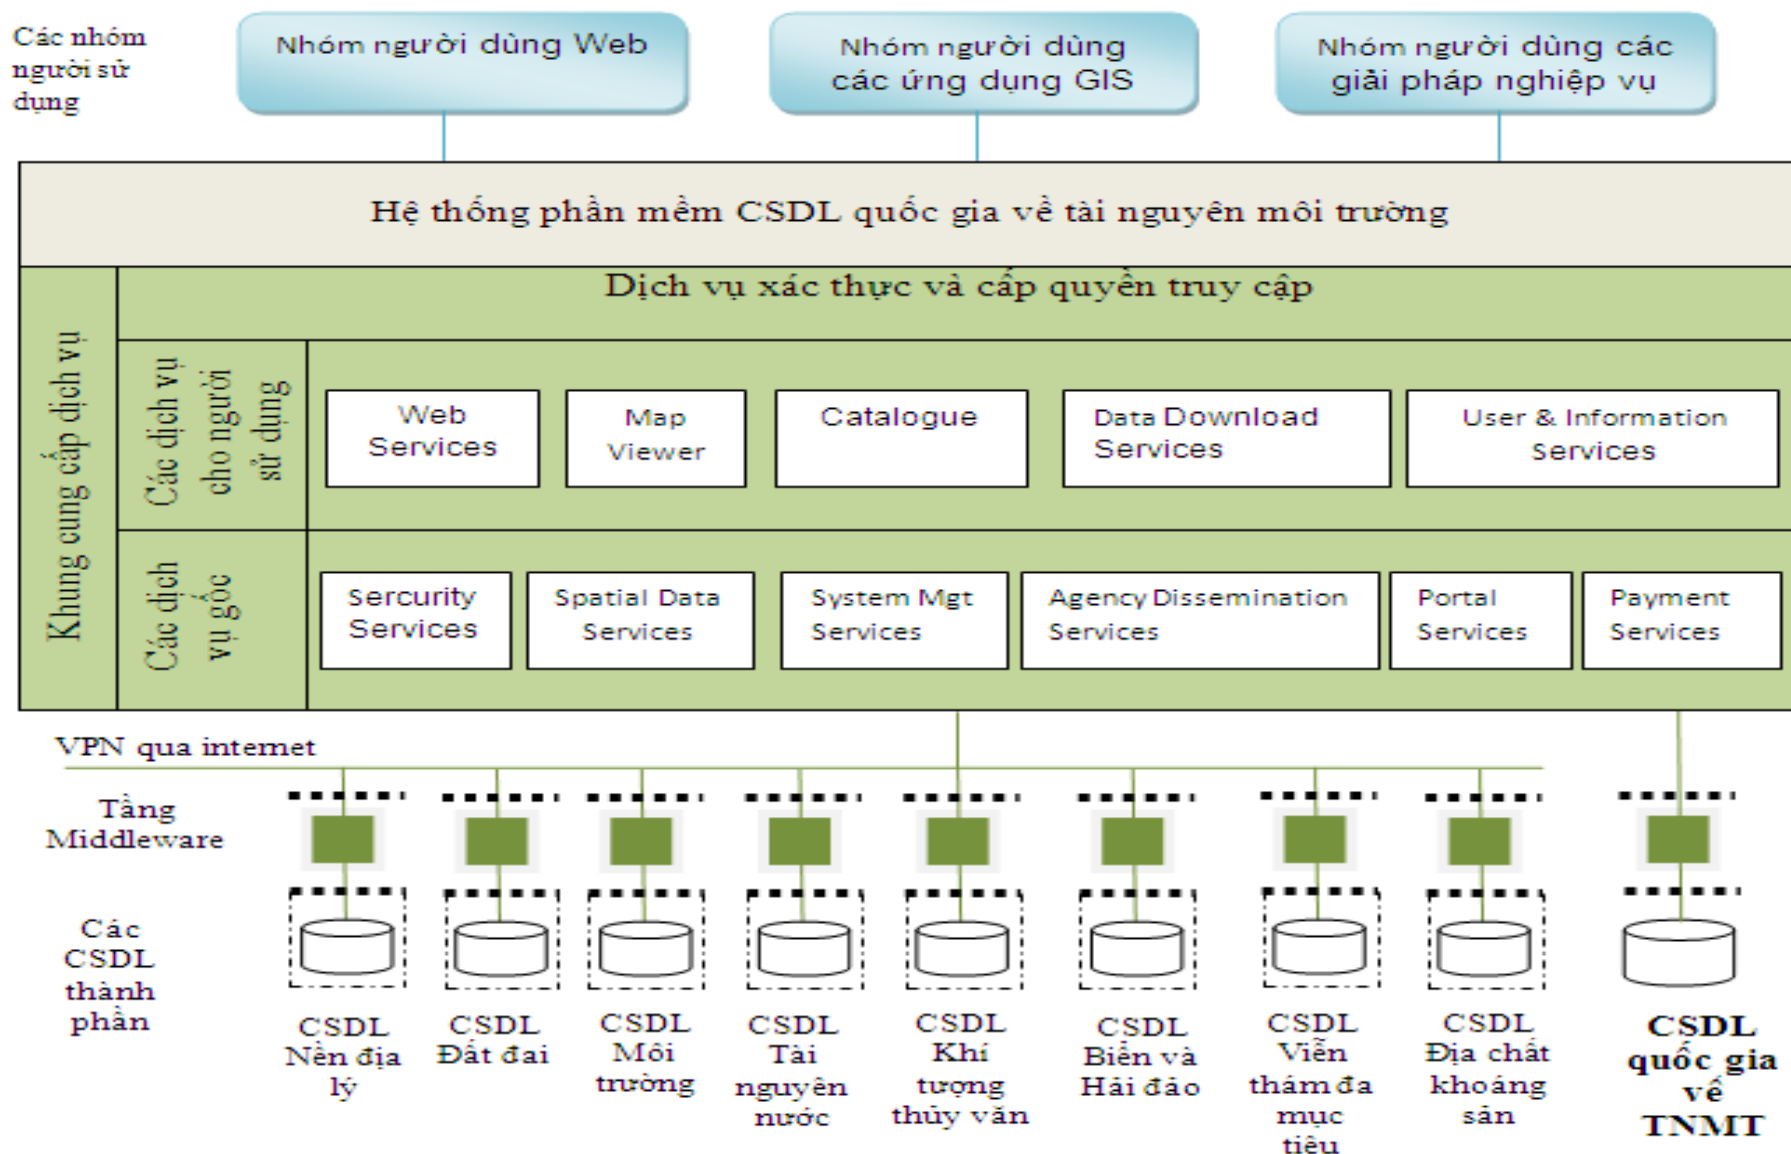 Các nhóm
người sử
dụng
Nhóm người dùng Web
Nhóm người dùng
các ứng dụng GIS
Nhóm người dùng các
giải pháp nghiệp vụ
Hệ thống phần mềm CSDL quốc gia về tài nguyên môi trường
Khung cung cấp dịch vụ
Dịch vụ xác thực và cấp quyền truy cập
Các dịch vụ
cho người
sử dụng
Web
Services
Map
Viewer
Catalogue
Data Download
Services
User & Information
Services
Các dịch
vụ gốc
Sercurity
Services
Spatial Data
Services
System Mgt
Services
Agency Dissemination
Services
Portal
Services
Payment
Services
VPN qua internet
Tầng
Middleware
Các
CSDL
thành
phần
CSDL
Nền địa
lý
CSDL
Đất đai
CSDL
Môi
trường
CSDL
Tài
nguyên
nước
CSDL
Khí
tượng
thủy văn
CSDL
Biển và
Hải đảo
CSDL
Viễn
thám đa
mục
tiêu
CSDL
Địa chất
khoáng
sản
CSDL
quốc gia
về
TNMT